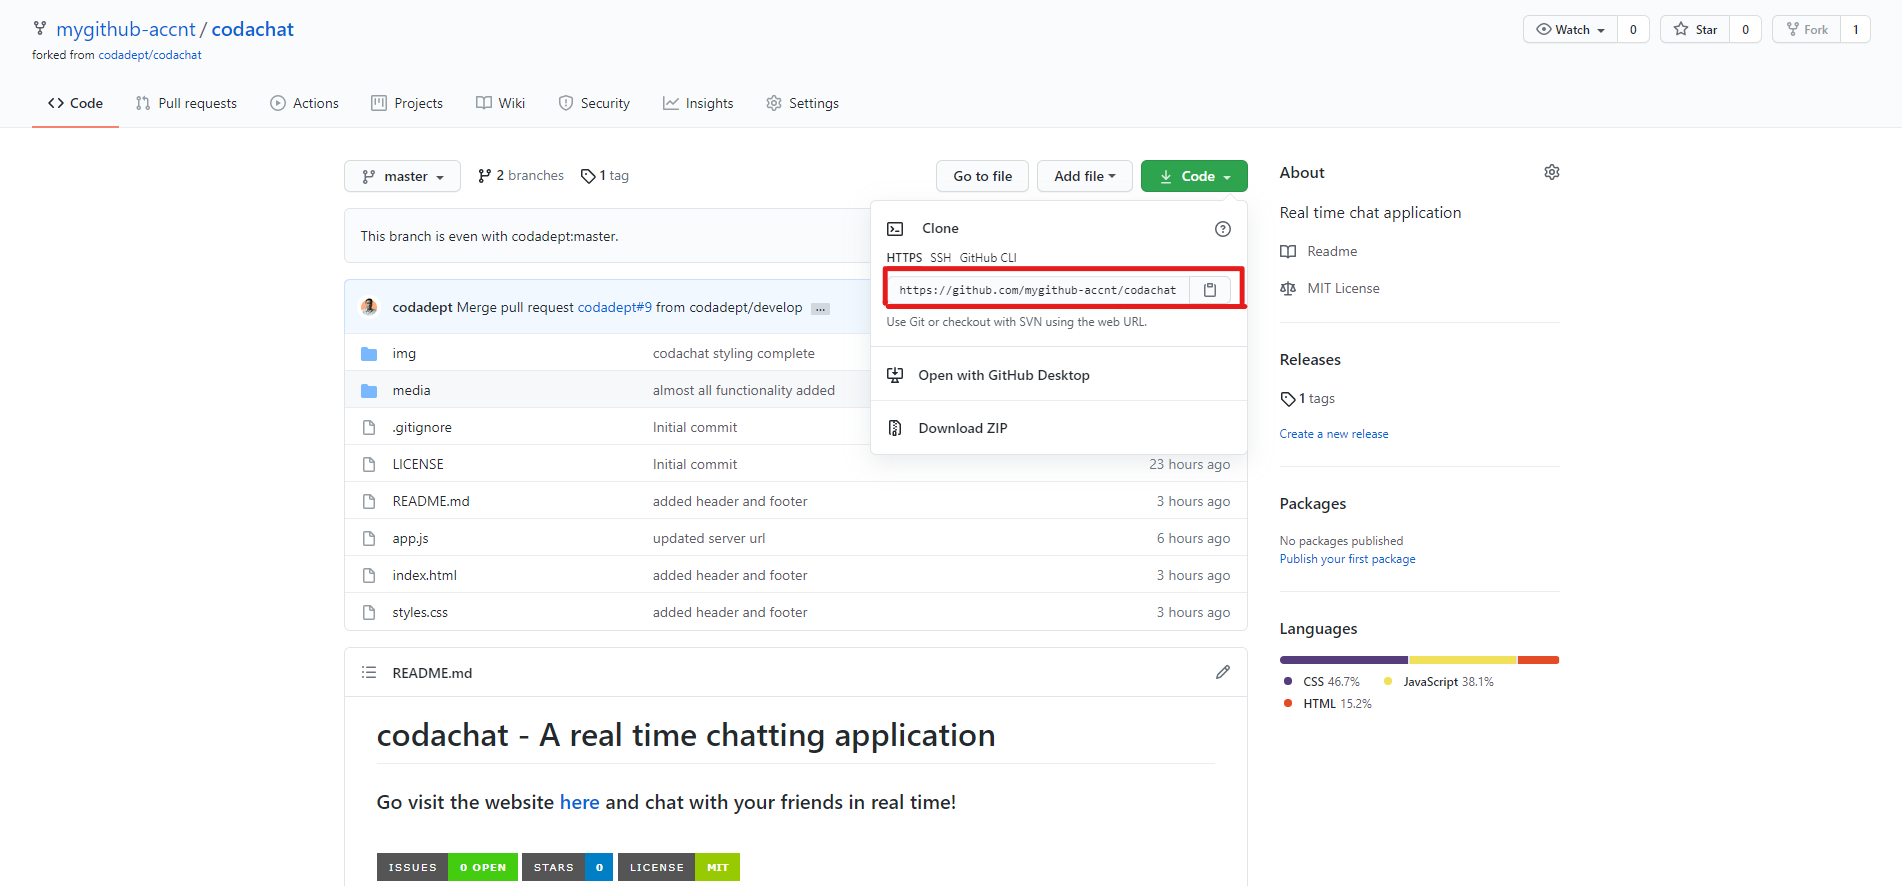 mygithub-accnt / codachat
Watch 0
Star 0
Fork 1
forked from codadept/codachat
Code
Pull requests
Actions
Projects
Wiki
Security
Insights
Settings
master
2 branches
1 tag
Go to file
Add file
Code
This branch is even with codadept:master.
Clone
HTTPS SSH GitHub CLI
https://github.com/mygithub-accnt/codachat
Use Git or checkout with SVN using the web URL.
Open with GitHub Desktop
Download ZIP
codadept Merge pull request codadept#9 from codadept/develop ...
img codachat styling complete
media almost all functionality added
.gitignore Initial commit
LICENSE Initial commit 23 hours ago
README.md added header and footer 3 hours ago
app.js updated server url 6 hours ago
index.html added header and footer 3 hours ago
styles.css added header and footer 3 hours ago
README.md
codachat - A real time chatting application
Go visit the website here and chat with your friends in real time!
ISSUES 0 OPEN STARS 0 LICENSE MIT
About
Real time chat application
Readme
MIT License
Releases
1 tags
Create a new release
Packages
No packages published
Publish your first package
Languages
CSS 46.7% JavaScript 38.1%
HTML 15.2%